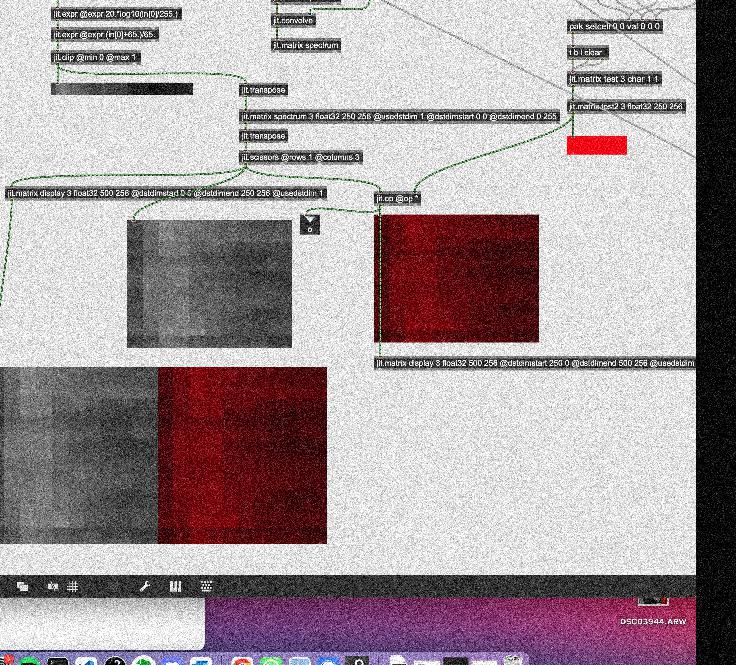 jit.expr @expr 20.*log10(in[0]/255.)
jit.expr @expr (in[0]+65.)/65.
jit.clip @min 0 @max 1
jit.convolve
jit.matrix spectrum
pak setcell 0 0 val 0 0 0
t b l clear
jit.matrix test 3 char 1 1
jit.matrix test2 3 float32 250 256
jit.transpose
jit.matrix spectrum 3 float32 250 256 @usedstdim 1 @dstdimstart 0 0 @dstdimend 0 255
jit.transpose
jit.scissors @rows 1 @columns 3
jit.matrix display 3 float32 500 256 @dstdimstart 0 0 @dstdimend 250 256 @usedstdim 1
jit.op @op *
jit.matrix display 3 float32 500 256 @dstdimstart 250 0 @dstdimend 500 256 @usedstdim
DSC03944.ARW